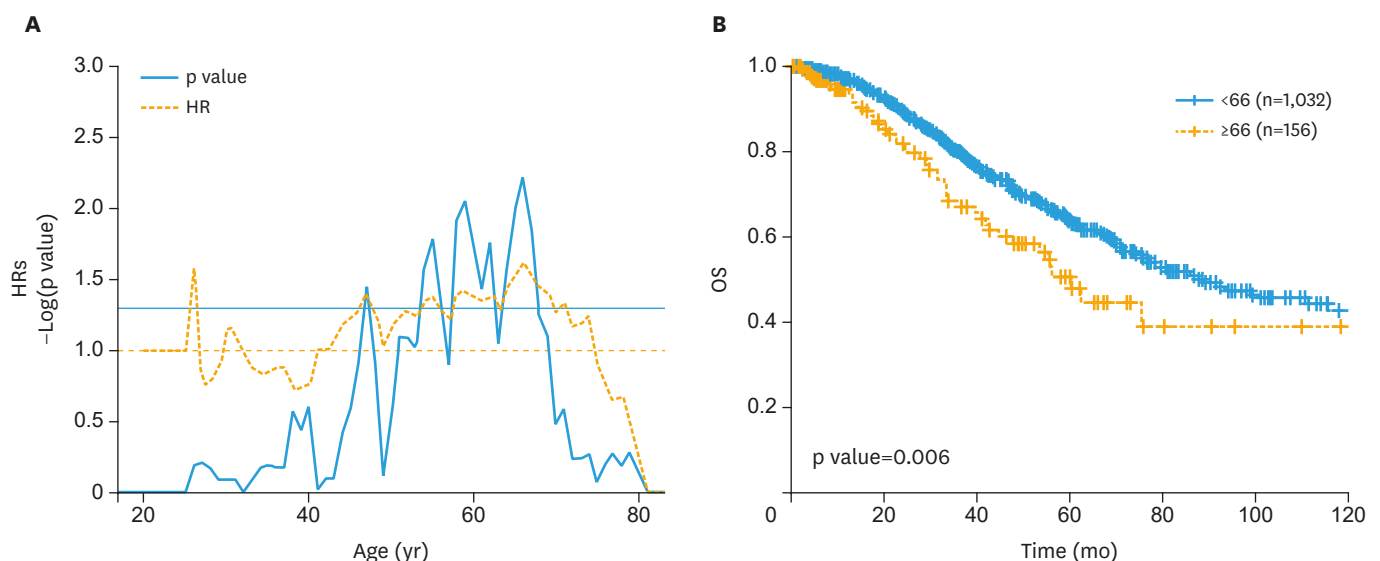 A
HRs
−Log(p value)
3.0
2.5
2.0
1.5
1.0
0.5
0
p value
HR
20
40
60
80
Age (yr)
B
OS
1.0
0.8
0.6
0.4
0.2
<66 (n=1,032)
≥66 (n=156)
p value=0.006
0
20
40
60
80
100
120
Time (mo)